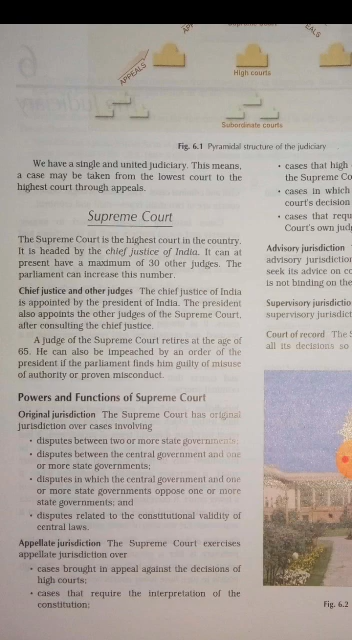 APPEALS
High courts
APPEALS
Subordinate courts
Fig. 6.1 Pyramidal structure of the judiciary
We have a single and united judiciary. This means,
a case may be taken from the lowest court to the
highest court through appeals.
Supreme Court
The Supreme Court is the highest court in the country.
It is headed by the chief justice of India. It can at
present have a maximum of 30 other judges. The
parliament can increase this number.
Chief justice and other judges The chief justice of India
is appointed by the president of India. The president
also appoints the other judges of the Supreme Court,
after consulting the chief justice.
A judge of the Supreme Court retires at the age of
65. He can also be impeached by an order of the
president if the parliament finds him guilty of misuse
of authority or proven misconduct.
Powers and Functions of Supreme Court
Original jurisdiction The Supreme Court has original
jurisdiction over cases involving
• disputes between two or more state governments;
• disputes between the central government and one
or more state governments;
• disputes in which the central government and one
or more state governments oppose one or more
state governments; and
• disputes related to the constitutional validity of
central laws.
Appellate jurisdiction The Supreme Court exercises
appellate jurisdiction over
• cases brought in appeal against the decisions of
high courts;
• cases that require the interpretation of the
constitution;
• cases that high
the Supreme Co
• cases in which
court's decision
• cases that requ
Court's own judg
Advisory jurisdiction
advisory jurisdiction
seek its advice on co
is not binding on the
Supervisory jurisdictio
supervisory jurisdict
Court of record The S
all its decisions so
Fig. 6.2